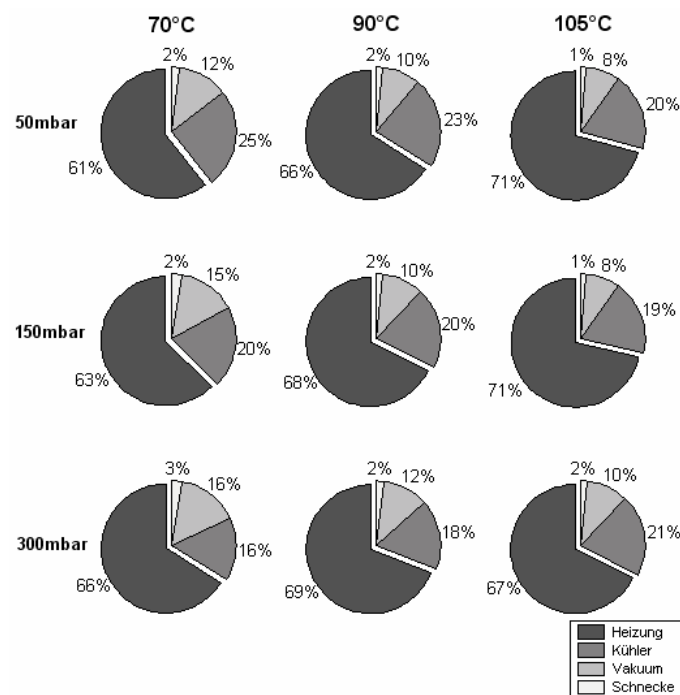 70°C 90°C 105°C
50mbar
2% 12% 25% 61%
2% 10% 23% 66%
1% 8% 20% 71%
150mbar
2% 15% 20% 63%
2% 10% 20% 68%
1% 8% 19% 71%
300mbar
3% 16% 16% 66%
2% 12% 18% 69%
2% 10% 21% 67%
Heizung
Kühler
Vakuum
Schnecke